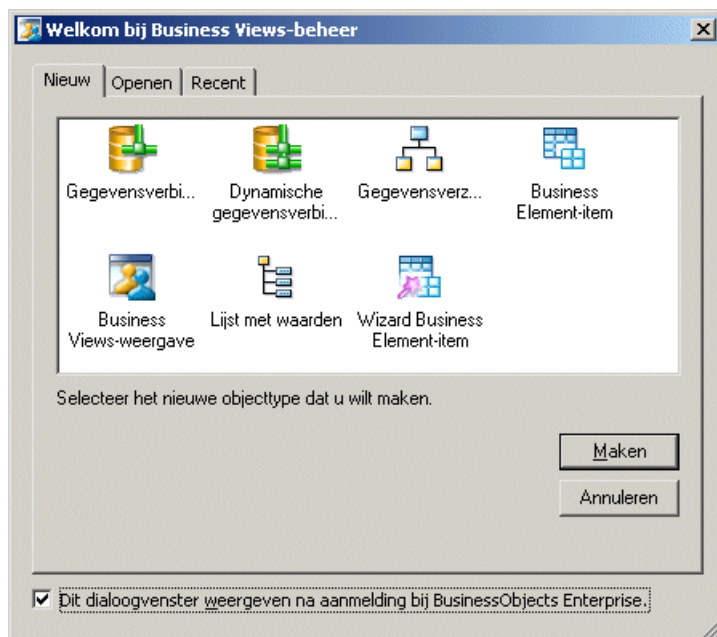 Welkom bij Business Views-beheer
Nieuw
Openen
Recent
Gegevensverbi...
Dynamische
gegevensverbi...
Gegevensverz...
Business
Element-item
Business
Views-weergave
Lijst met waarden
Wizard Business
Element-item
Selecteer het nieuwe objecttype dat u wilt maken.
Maken
Annuleren
Dit dialoogvenster weergeven na aanmelding bij BusinessObjects Enterprise.